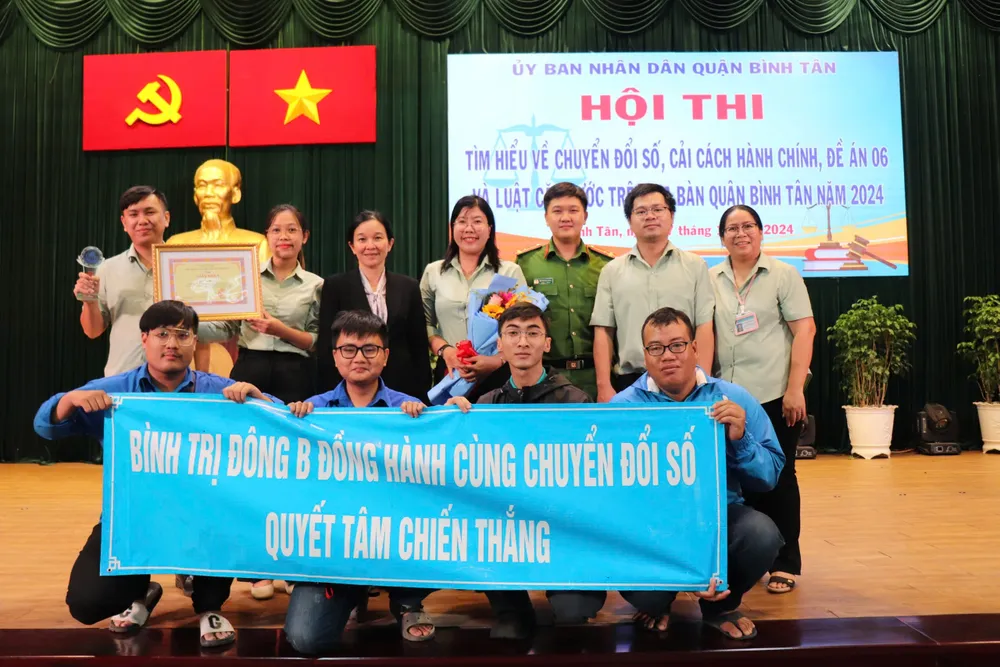 ỦY BAN NHÂN DÂN QUẬN BÌNH TÂN
HỘI THI
TÌM HIỂU VỀ CHUYỂN ĐỔI SỐ, CẢI CÁCH HÀNH CHÍNH, ĐỀ ÁN 06
VÀ LUẬT TRÊN BÀN QUẬN BÌNH TÂN NĂM 2024
Tân, 2024
BÌNH TRỊ ĐÔNG B ĐỒNG HÀNH CÙNG CHUYỂN ĐỔI SỐ
QUYẾT TÂM CHIẾN THẮNG